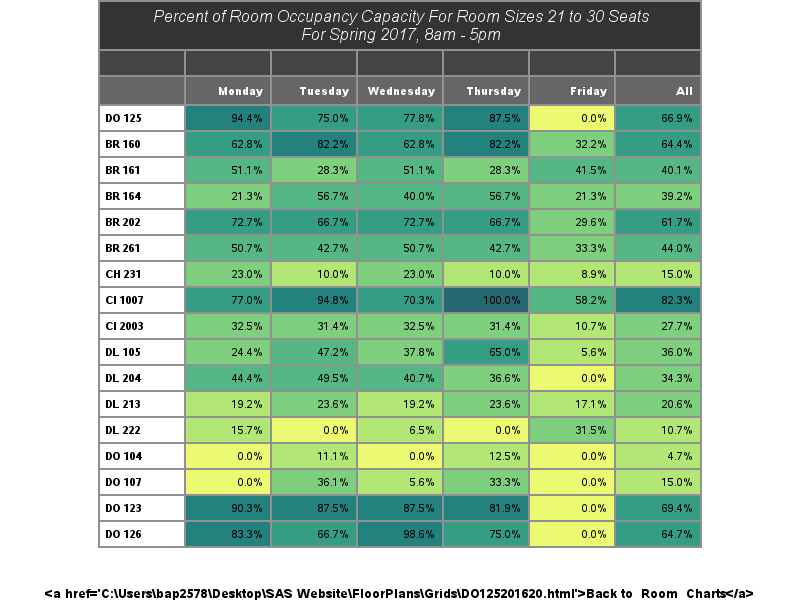 Percent of Room Occupancy Capacity For Room Sizes 21 to 30 Seats
For Spring 2017, 8am - 5pm
Monday Tuesday Wednesday Thursday Friday All
DO 125 94.4% 75.0% 77.8% 87.5% 0.0% 66.9%
BR 160 62.8% 82.2% 62.8% 82.2% 32.2% 64.4%
BR 161 51.1% 28.3% 51.1% 28.3% 41.5% 40.1%
BR 164 21.3% 56.7% 40.0% 56.7% 21.3% 39.2%
BR 202 72.7% 66.7% 72.7% 66.7% 29.6% 61.7%
BR 261 50.7% 42.7% 50.7% 42.7% 33.3% 44.0%
CH 231 23.0% 10.0% 23.0% 10.0% 8.9% 15.0%
CI 1007 77.0% 94.8% 70.3% 100.0% 58.2% 82.3%
CI 2003 32.5% 31.4% 32.5% 31.4% 10.7% 27.7%
DL 105 24.4% 47.2% 37.8% 65.0% 5.6% 36.0%
DL 204 44.4% 49.5% 40.7% 36.6% 0.0% 34.3%
DL 213 19.2% 23.6% 19.2% 23.6% 17.1% 20.6%
DL 222 15.7% 0.0% 6.5% 0.0% 31.5% 10.7%
DO 104 0.0% 11.1% 0.0% 12.5% 0.0% 4.7%
DO 107 0.0% 36.1% 5.6% 33.3% 0.0% 15.0%
DO 123 90.3% 87.5% 87.5% 81.9% 0.0% 69.4%
DO 126 83.3% 66.7% 98.6% 75.0% 0.0% 64.7%
<a href='C:\Users\bap2578\Desktop\SAS Website\FloorPlans\Grids\DO125201620.html'>Back to Room Charts</a>